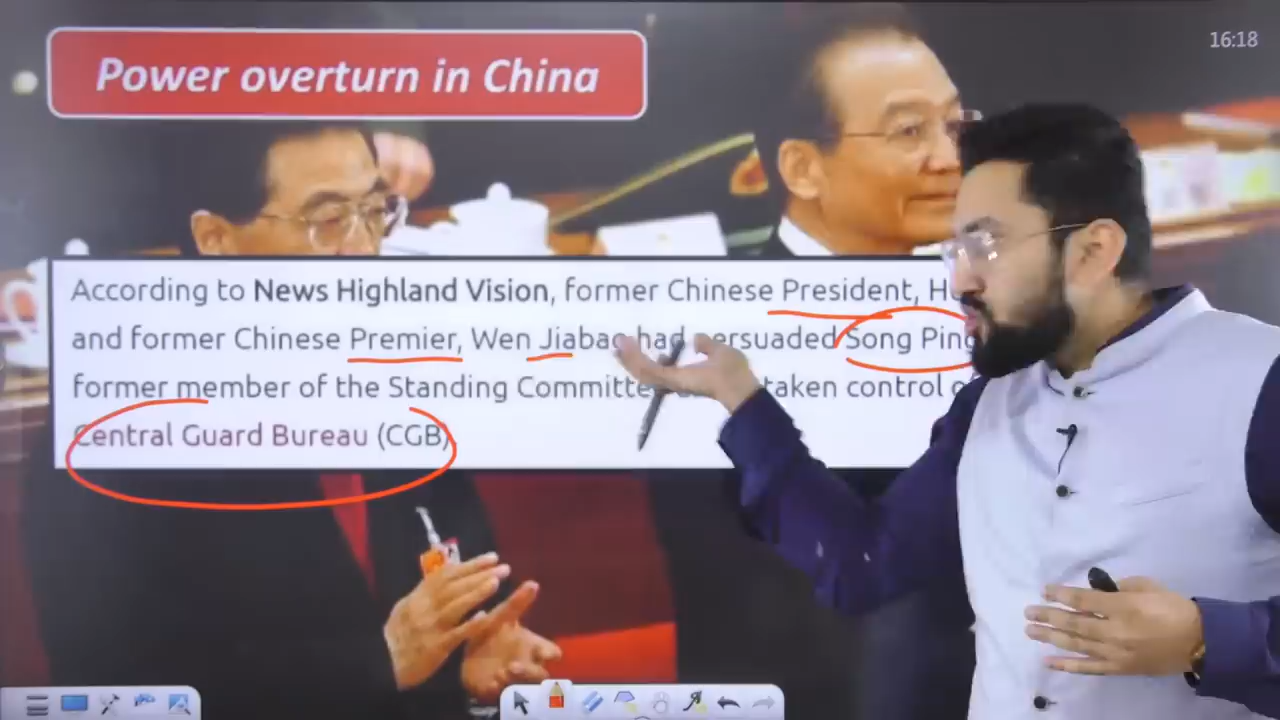 16:18
Power overturn in China
According to News Highland Vision, former Chinese President,
and former Chinese Premier, Wen Jiabao had persuaded Song Ping
former member of the Standing Committee taken control
Central Guard Bureau (CGB)